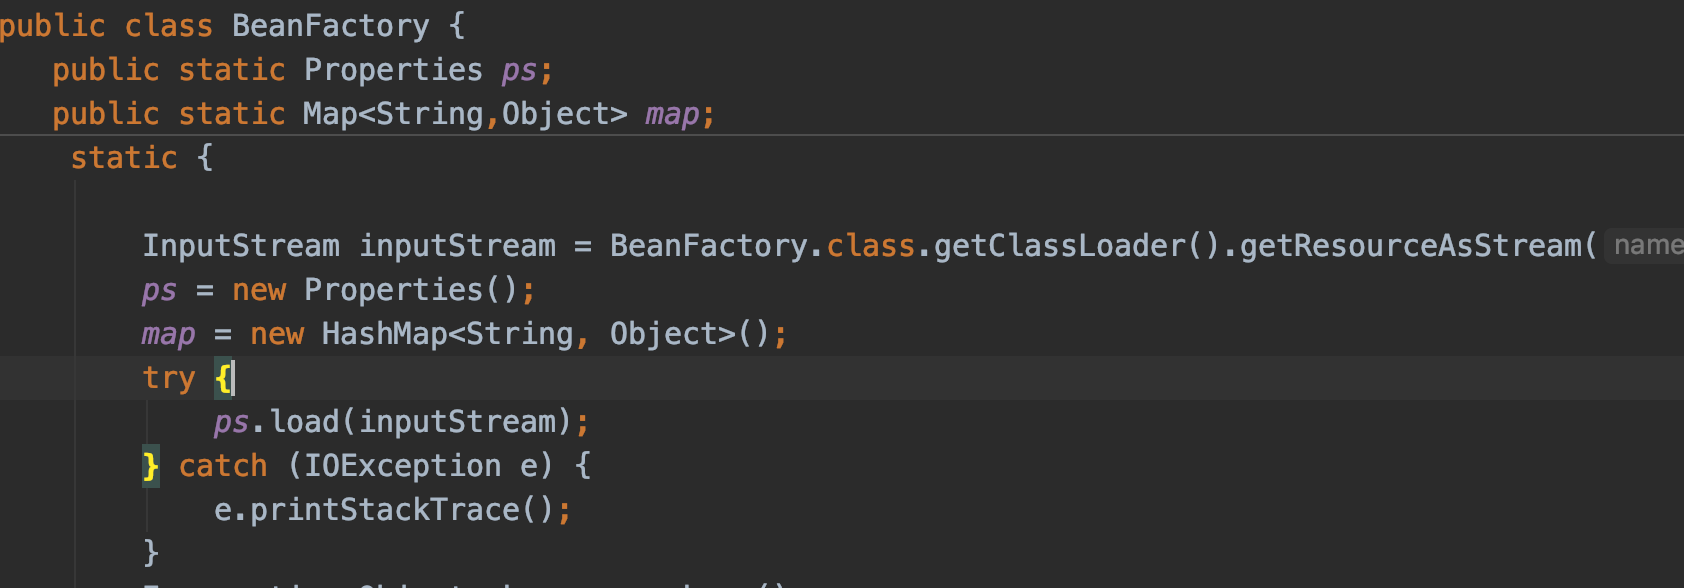 public class BeanFactory {
public static Properties ps;
public static Map<String,Object> map;
static {
InputStream inputStream = BeanFactory.class.getClassLoader().getResourceAsStream( name
ps = new Properties();
map = new HashMap<String, Object>();
try {
ps.load(inputStream);
} catch (IOException e) {
e.printStackTrace();
}